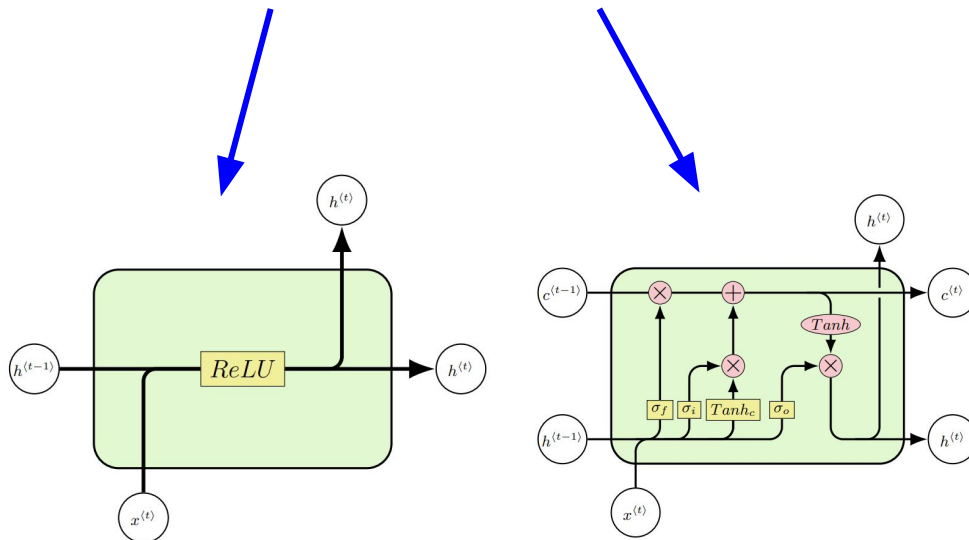 h⟨t⟩
h⟨t−1⟩
ReLU
h⟨t⟩
x⟨t⟩
h⟨t⟩
c⟨t−1⟩
×
+
c⟨t⟩
Tanh
×
×
σf
σi
Tanhc
σo
h⟨t−1⟩
h⟨t⟩
x⟨t⟩